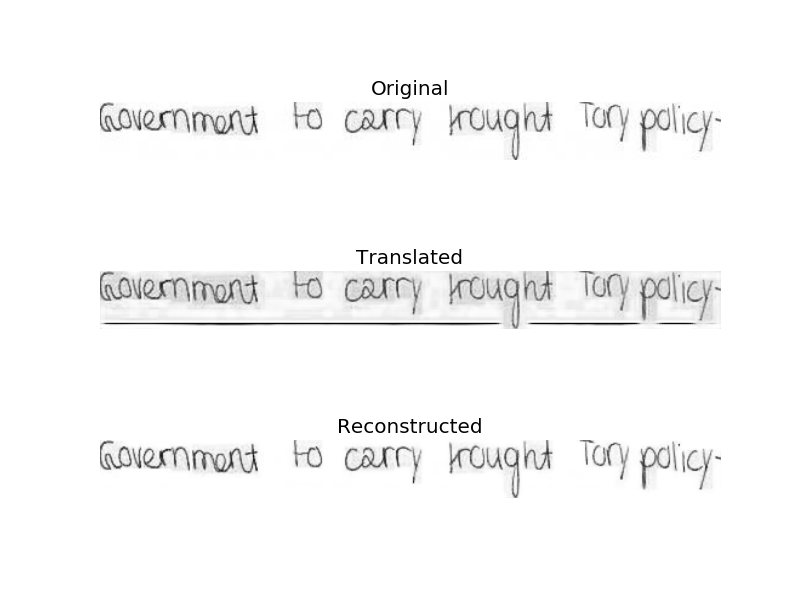 Original
Government to carry trought Tory policy-
Translated
Government to carry trought Tory policy-
Reconstructed
Government to carry trought Tory policy-